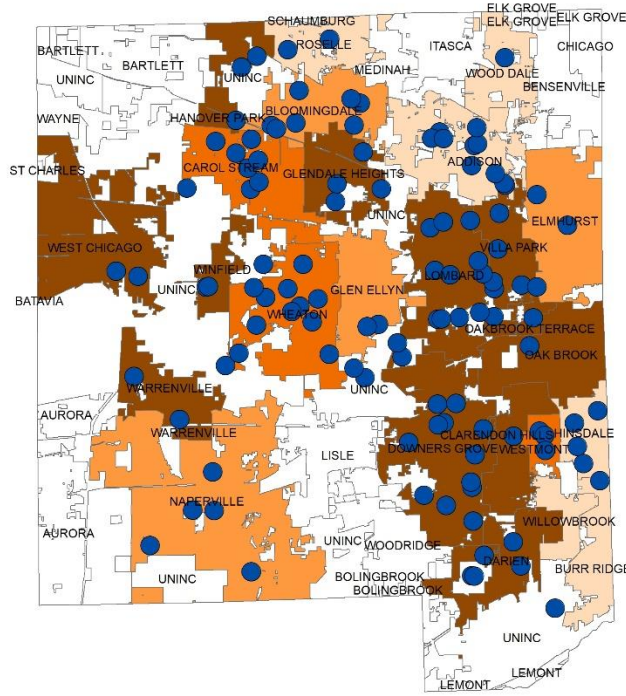 ELK GROVE
SCHAUMBURG
ELK GROVE
ELK GROVE
BARTLETT
ROSELLE
ITASCA
CHICAGO
BARTLETT
UNINC
UNINC
MEDINAH
WOOD DALE
BENSENVILLE
WAYNE
HANOVER PARK
BLOOMINGDALE
ST CHARLES
CAROL STREAM
GLENDALE HEIGHTS
ADDISON
UNINC
ELMHURST
WEST CHICAGO
VILLA PARK
WINFIELD
LOMBARD
UNINC
GLEN ELLYN
BATAVIA
WHEATON
OAKBROOK TERRACE
OAK BROOK
WARRENVILLE
UNINC
AURORA
WARRENVILLE
CLARENDON HILLS
HINSDALE
LISLE
DOWNERS GROVE
WESTMONT
NAPERVILLE
WILLOWBROOK
AURORA
UNINC
WOODRIDGE
DARIEN
UNINC
BOLINGBROOK
BURR RIDGE
BOLINGBROOK
UNINC
LEMONT
LEMONT